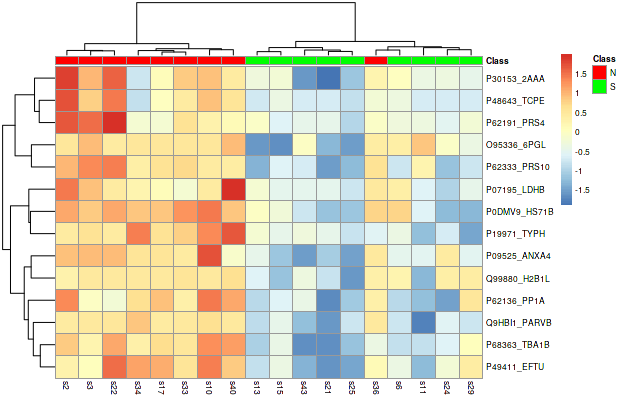 Class
Class
N
S
P30153_2AAA
P48643_TCPE
P62191_PRS4
O95336_6PGL
P62333_PRS10
P07195_LDHB
P0DMV9_HS71B
P19971_TYPH
P09525_ANXA4
Q99880_H2B1L
P62136_PP1A
Q9HBI1_PARVB
P68363_TBA1B
P49411_EFTU
1.5
1
0.5
0
-0.5
-1
-1.5
s2 s3 s22 s34 s17 s33 s10 s40 s13 s15 s43 s21 s25 s36 s6 s11 s24 s29